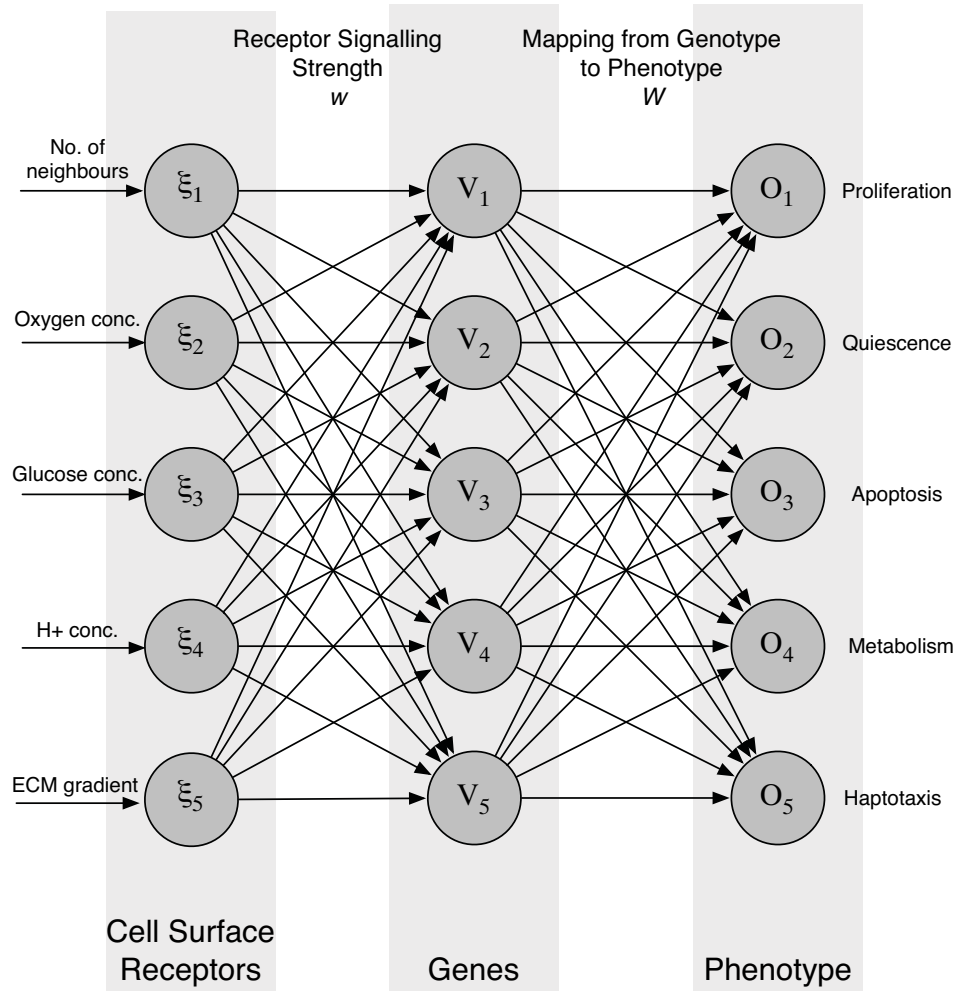 Receptor Signalling
Strength
w
Mapping from Genotype
to Phenotype
W
No. of
neighbours
ξ1
V1
O1
Proliferation
Oxygen conc.
ξ2
V2
O2
Quiescence
Glucose conc.
ξ3
V3
O3
Apoptosis
H+ conc.
ξ4
V4
O4
Metabolism
ECM gradient
ξ5
V5
O5
Haptotaxis
Cell Surface
Receptors
Genes
Phenotype